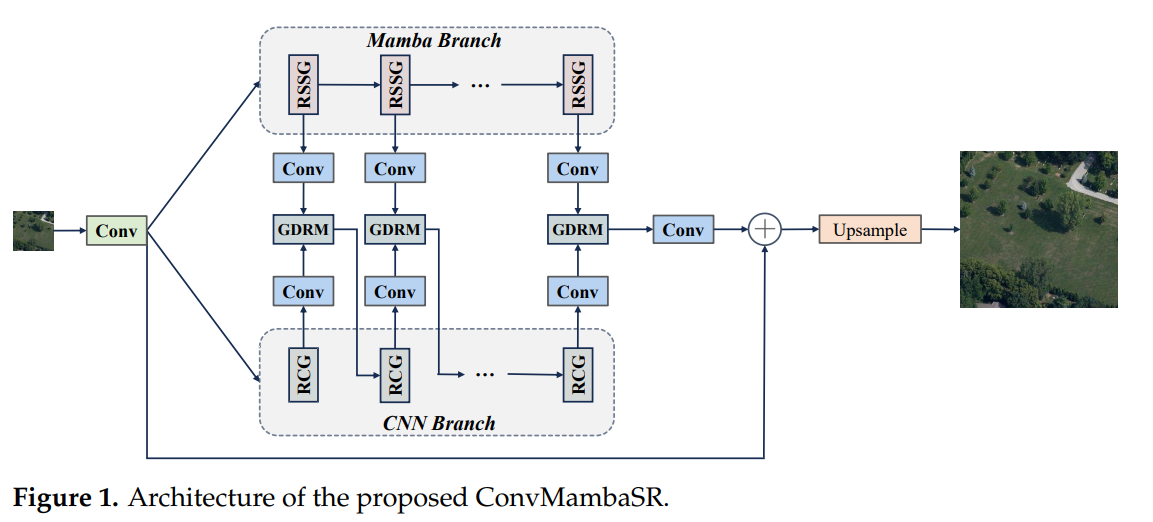 Mamba Branch
RSSG
RSSG
...
RSSG
Conv
Conv
Conv
Conv
GDRM
GDRM
GDRM
Conv
Upsample
Conv
Conv
Conv
RCG
RCG
...
RCG
CNN Branch
Figure 1. Architecture of the proposed ConvMambaSR.